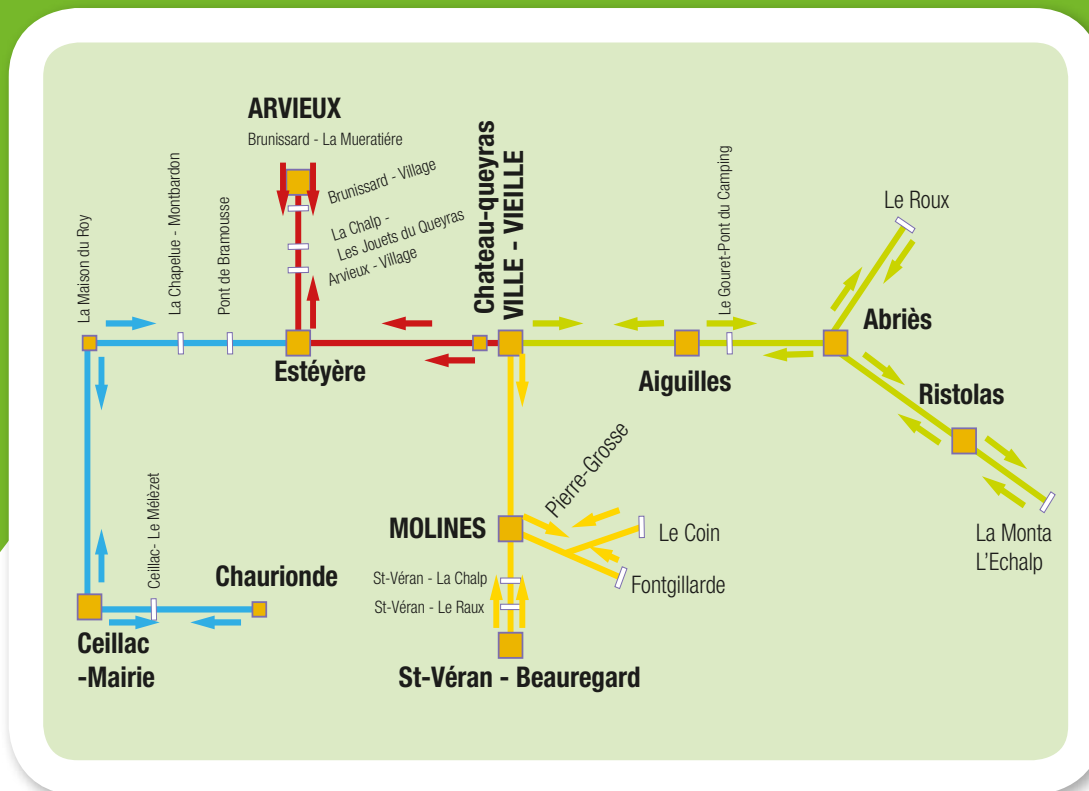 ARVIEUX
Brunissard - La Mueratiére
Brunissard - Village
La Chalp -
Les Jouets du Queyras
Arvieux - Village
La Maison du Roy
La Chapelue - Montbardon
Pont de Bramousse
Estéyère
Chateau-queyras
VILLE - VIEILLE
Le Gouret-Pont du Camping
Aiguilles
Le Roux
Abriès
Ristolas
La Monta
L'Echalp
Pierre-Grosse
MOLINES
Le Coin
Fontgillarde
St-Véran - La Chalp
St-Véran - Le Raux
St-Véran - Beauregard
Ceillac- Le Mélèzet
Chaurionde
Ceillac
-Mairie